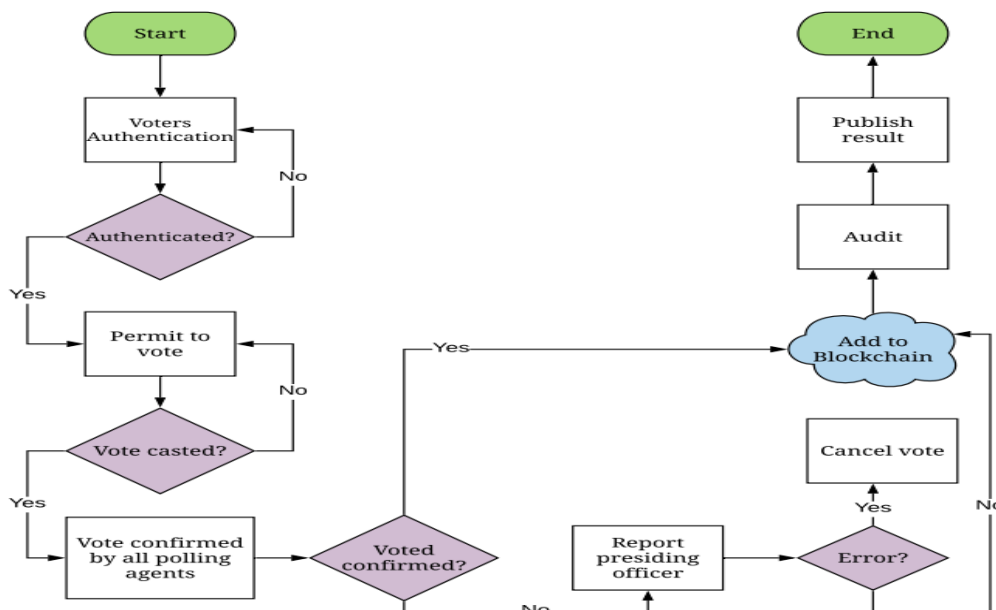 Start
Voters
Authentication
No
Authenticated?
Yes
Permit to
vote
No
Vote casted?
Yes
Vote confirmed
by all polling
agents
Voted
confirmed?
Yes
No
Report
presiding
officer
Error?
Yes
Cancel vote
No
Add to
Blockchain
Audit
Publish
result
End